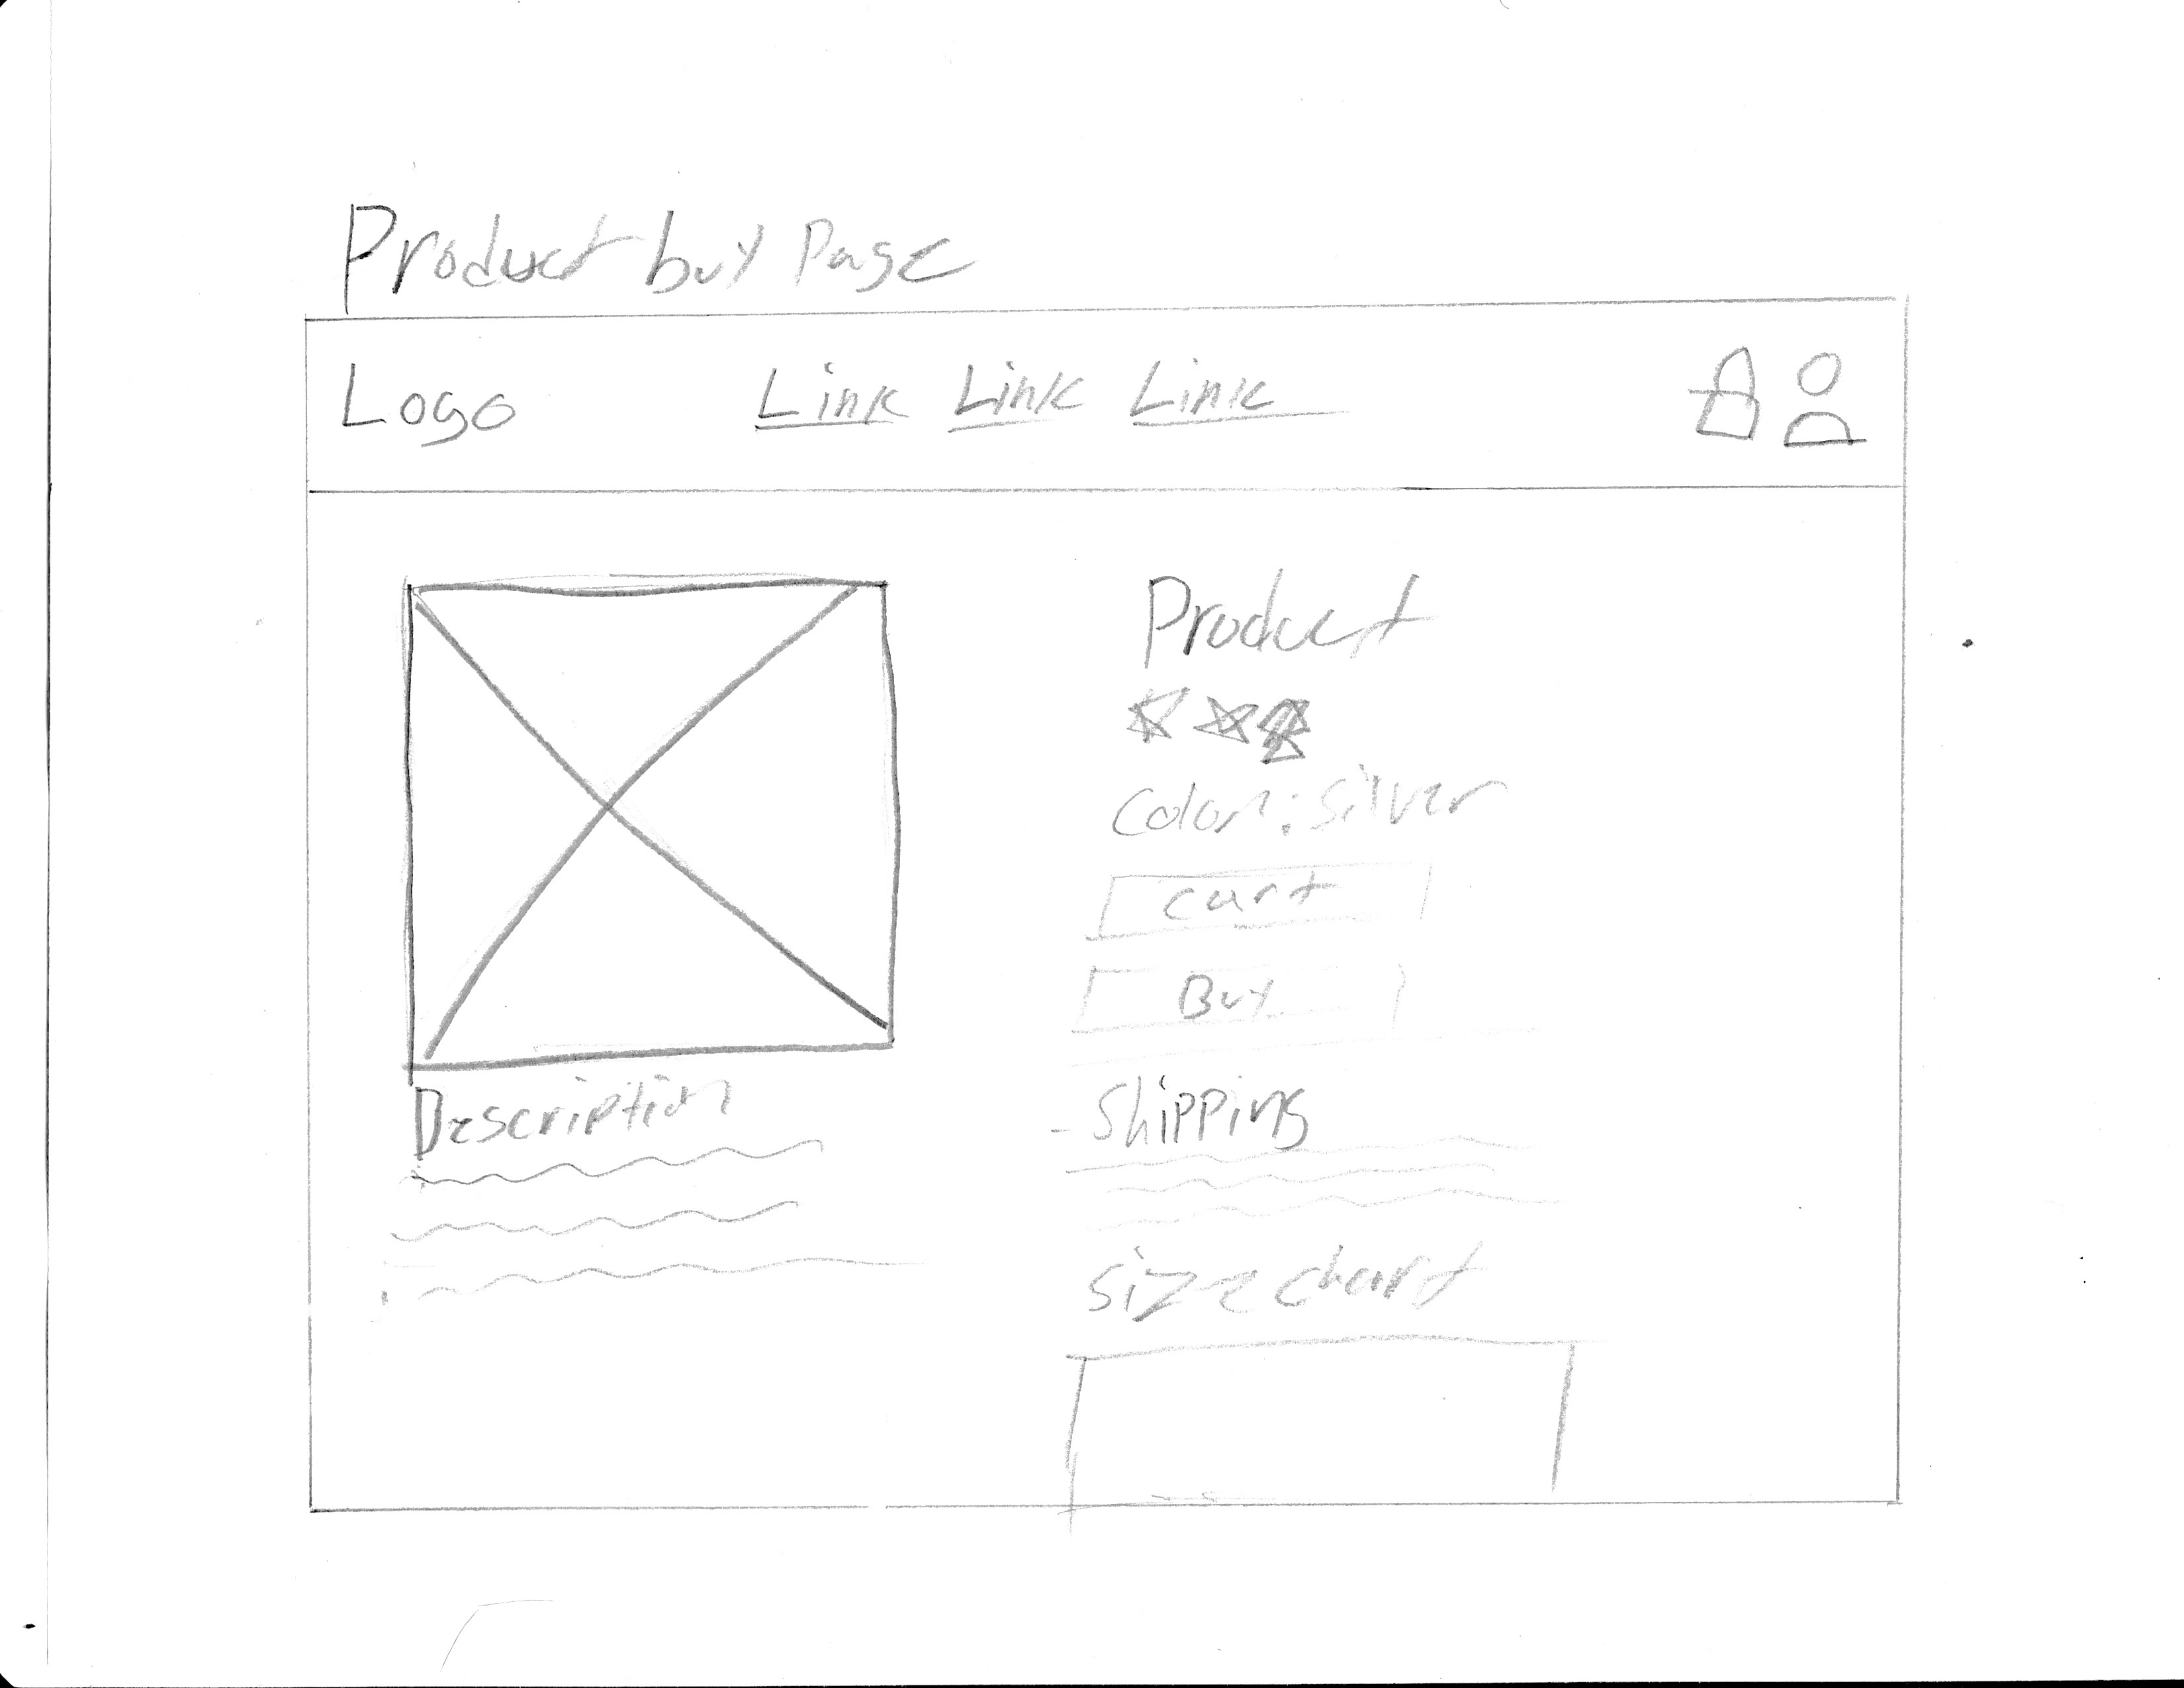 Product buy Page
Logo
Link Link Link
Product
Color: Silver
Cart
Buy
Description
- Shipping
Size chart